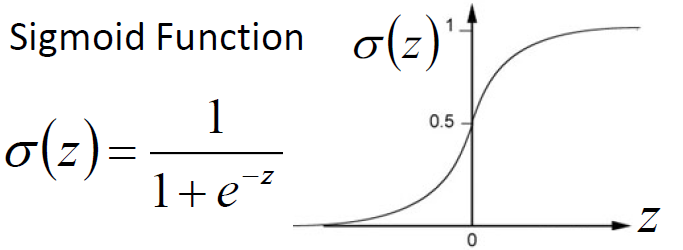 Sigmoid Function
σ(z) = 1 / (1 + e^{-z})
σ(z)
1
0.5
0
z